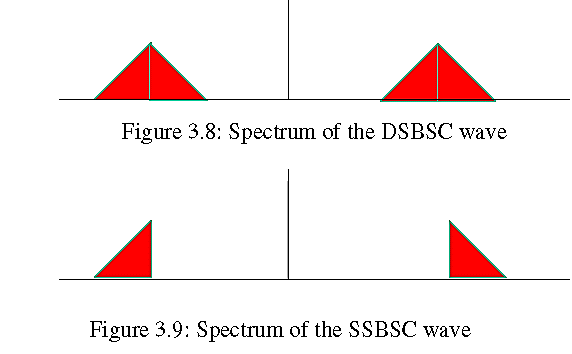 Figure 3.8: Spectrum of the DSBSC wave
Figure 3.9: Spectrum of the SSBSC wave